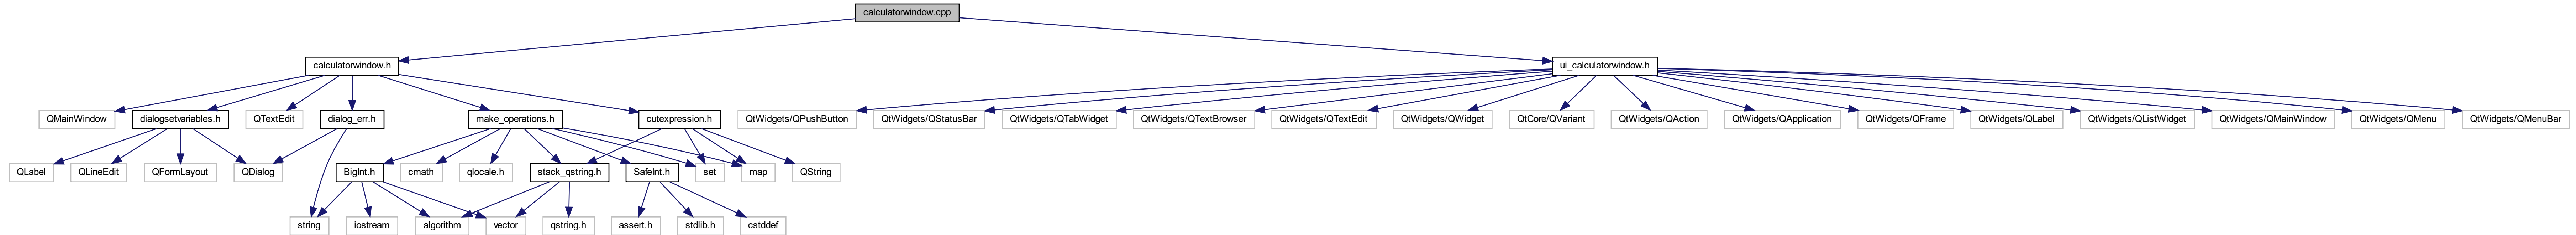 calculatorwindow.cpp
calculatorwindow.h
ui_calculatorwindow.h
QMainWindow
dialogsetvariables.h
QTextEdit
dialog_err.h
make_operations.h
cutexpression.h
QtWidgets/QPushButton
QtWidgets/QStatusBar
QtWidgets/QTabWidget
QtWidgets/QTextBrowser
QtWidgets/QTextEdit
QtWidgets/QWidget
QtCore/QVariant
QtWidgets/QAction
QtWidgets/QApplication
QtWidgets/QFrame
QtWidgets/QLabel
QtWidgets/QListWidget
QtWidgets/QMainWindow
QtWidgets/QMenu
QtWidgets/QMenuBar
QLabel
QLineEdit
QFormLayout
QDialog
BigInt.h
cmath
qlocale.h
stack_qstring.h
SafeInt.h
set
map
QString
string
iostream
algorithm
vector
qstring.h
assert.h
stdlib.h
cstddef